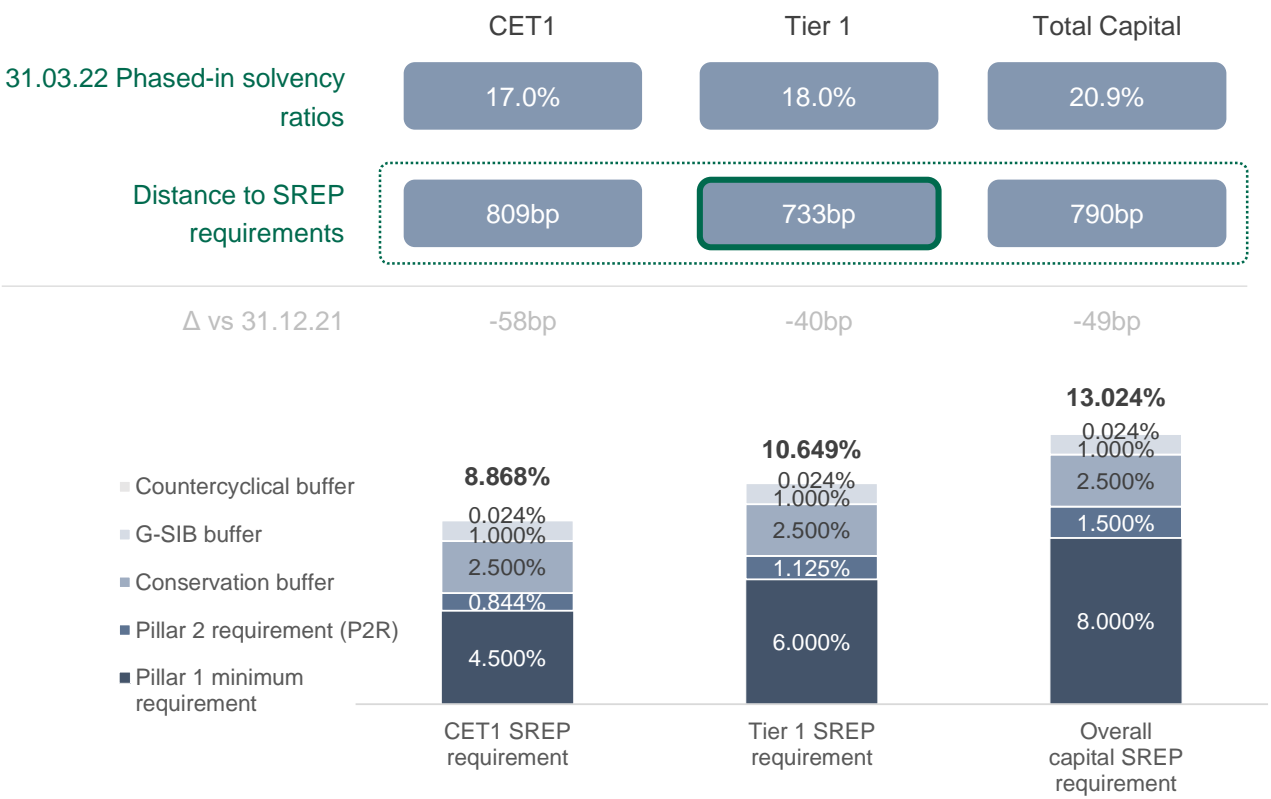 CET1 Tier 1 Total Capital
31.03.22 Phased-in solvency
ratios
17.0% 18.0% 20.9%
Distance to SREP
requirements
809bp 733bp 790bp
Δ vs 31.12.21 -58bp -40bp -49bp
Countercyclical buffer
G-SIB buffer
Conservation buffer
Pillar 2 requirement (P2R)
Pillar 1 minimum
requirement
8.868%
0.024%
1.000%
2.500%
0.844%
4.500%
CET1 SREP
requirement
10.649%
0.024%
1.000%
2.500%
1.125%
6.000%
Tier 1 SREP
requirement
13.024%
0.024%
1.000%
2.500%
1.500%
8.000%
Overall
capital SREP
requirement